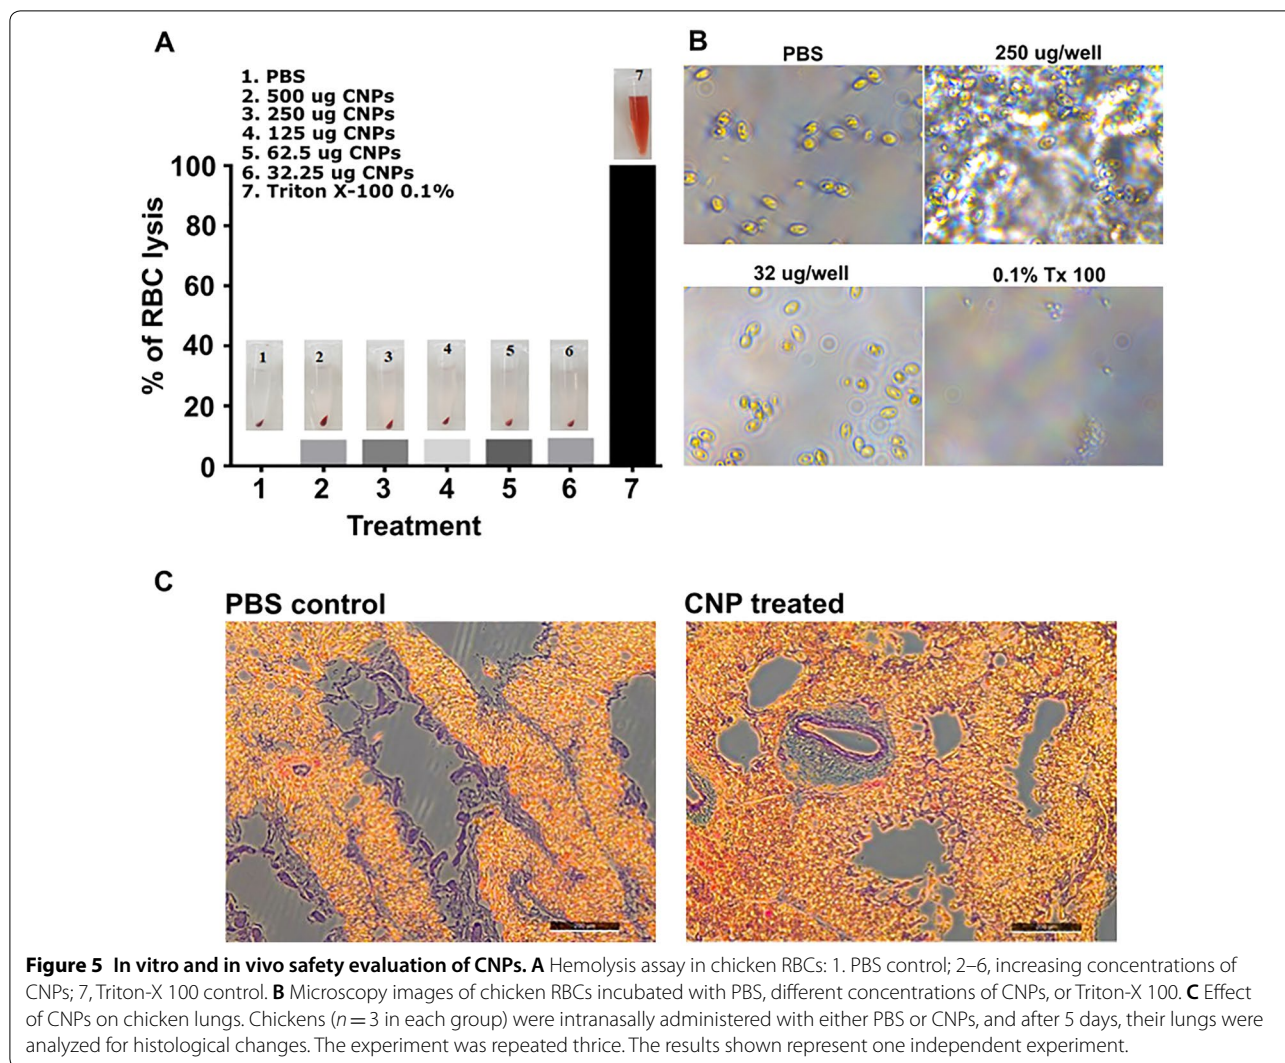 A
1. PBS
2. 500 ug CNPs
3. 250 ug CNPs
4. 125 ug CNPs
5. 62.5 ug CNPs
6. 32.25 ug CNPs
7. Triton X-100 0.1%
7
% of RBC lysis
100
80
60
40
20
0
1
2
3
4
5
6
1
2
3
4
5
6
7
Treatment
B
PBS
250 ug/well
32 ug/well
0.1% Tx 100
C
PBS control
CNP treated
Figure 5 In vitro and in vivo safety evaluation of CNPs. A Hemolysis assay in chicken RBCs: 1. PBS control; 2–6, increasing concentrations of
CNPs; 7, Triton-X 100 control. B Microscopy images of chicken RBCs incubated with PBS, different concentrations of CNPs, or Triton-X 100. C Effect
of CNPs on chicken lungs. Chickens (n = 3 in each group) were intranasally administered with either PBS or CNPs, and after 5 days, their lungs were
analyzed for histological changes. The experiment was repeated thrice. The results shown represent one independent experiment.